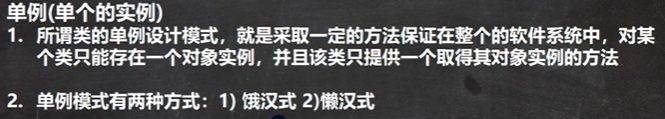 单例(单个的实例)
1. 所谓类的单例设计模式，就是采取一定的方法保证在整个的软件系统中，对某
个类只能存在一个对象实例，并且该类只提供一个取得其对象实例的方法
2. 单例模式有两种方式：1) 饿汉式 2)懒汉式